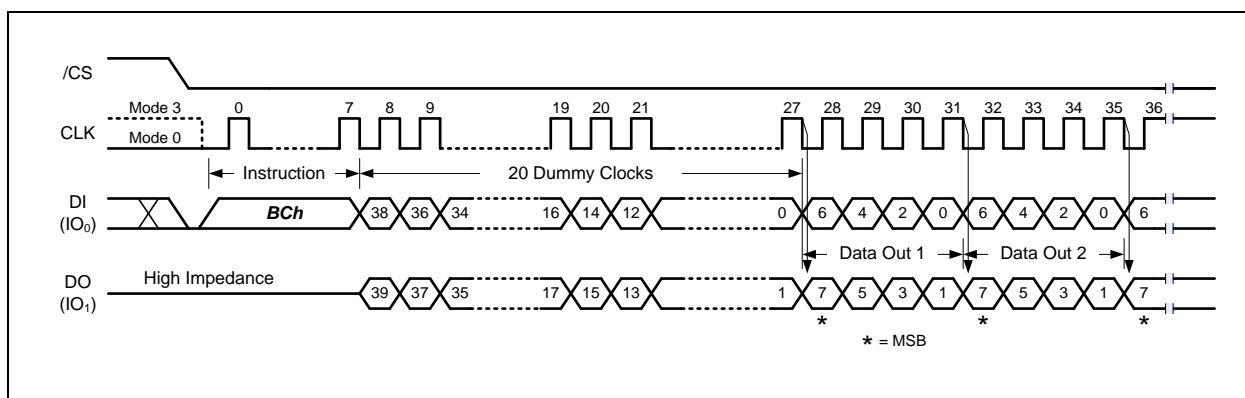 /CS
Mode 3 0 7 8 9 19 20 21 27 28 29 30 31 32 33 34 35 36
CLK Mode 0
Instruction 20 Dummy Clocks
DI
(IO0) BCh 38 36 34 16 14 12 0 6 4 2 0 6 4 2 0 6
Data Out 1 Data Out 2
High Impedance
DO
(IO1) 39 37 35 17 15 13 1 7 5 3 1 7 5 3 1 7
* * *
* = MSB